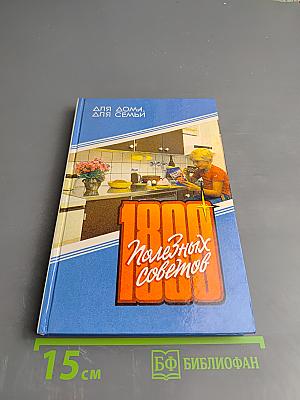 ДЛЯ ДОМА,
ДЛЯ СЕМЬИ
1800
Полезных
советов
15 см
БФ БИБЛИОФАН